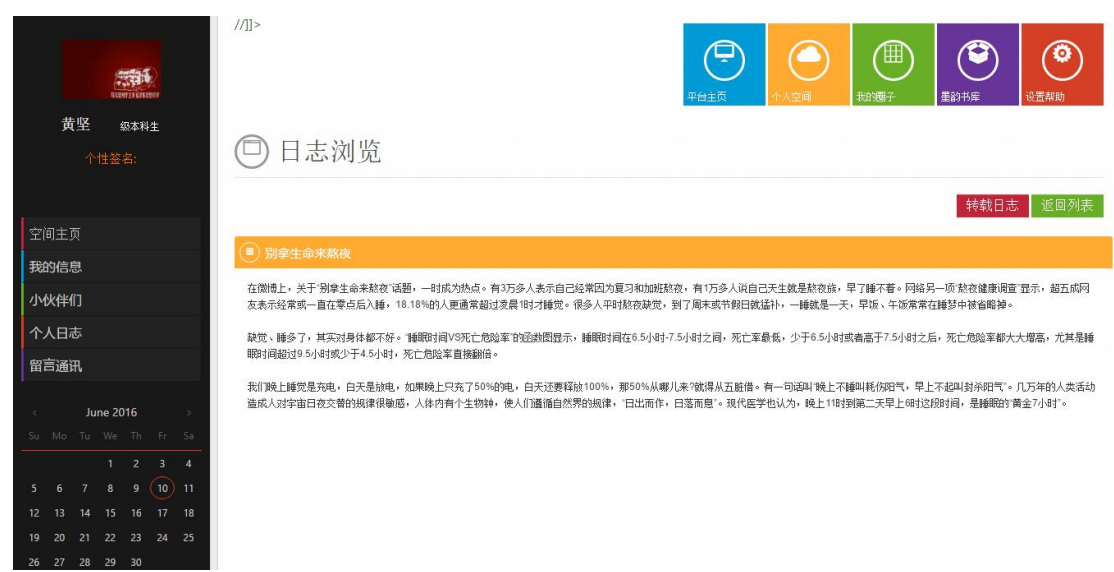 //]]>
平台主页
个人空间
我的圈子
墨韵书库
设置帮助
黄坚 级本科生
个性签名:
日志浏览
转载日志 返回列表
空间主页
我的信息
小伙伴们
个人日志
留言通讯
别拿生命来熬夜
在微博上,关于“别拿生命来熬夜”话题,一时成为热点。有3万多人表示自己经常因为复习和加班熬夜,有1万多人说自己天生就是熬夜族,早了睡不着。网络另一项“熬夜健康调查”显示,超五成网
友表示经常或一直在零点后入睡,18.18%的人更通常超过凌晨1时才睡觉。很多人平时熬夜缺觉,到了周末或节假日就猛补,一睡就是一天,早饭、午饭常常在睡梦中被省略掉。
缺觉、睡多了,其实对身体都不好。“睡眠时间VS死亡危险率”的函数图显示,睡眠时间在6.5小时-7.5小时之间,死亡率最低,少于6.5小时或者高于7.5小时之后,死亡危险率都大大增高,尤其是睡
眠时间超过9.5小时或少于4.5小时,死亡危险率直接翻倍。
我们晚上睡觉是充电,白天是放电,如果晚上只充了50%的电,白天还要释放100%,那50%从哪儿来?就得从五脏借。有一句话叫“晚上不睡叫耗伤阳气,早上不起叫封杀阳气”。几万年的人类活动
造成人对宇宙日夜交替的规律很敏感,人体内有个生物钟,使人们遵循自然界的规律,“日出而作,日落而息”。现代医学也认为,晚上11时到第二天早上6时这段时间,是睡眠的“黄金7小时”。
< June 2016 >
Su Mo Tu We Th Fr Sa
1 2 3 4
5 6 7 8 9 10 11
12 13 14 15 16 17 18
19 20 21 22 23 24 25
26 27 28 29 30